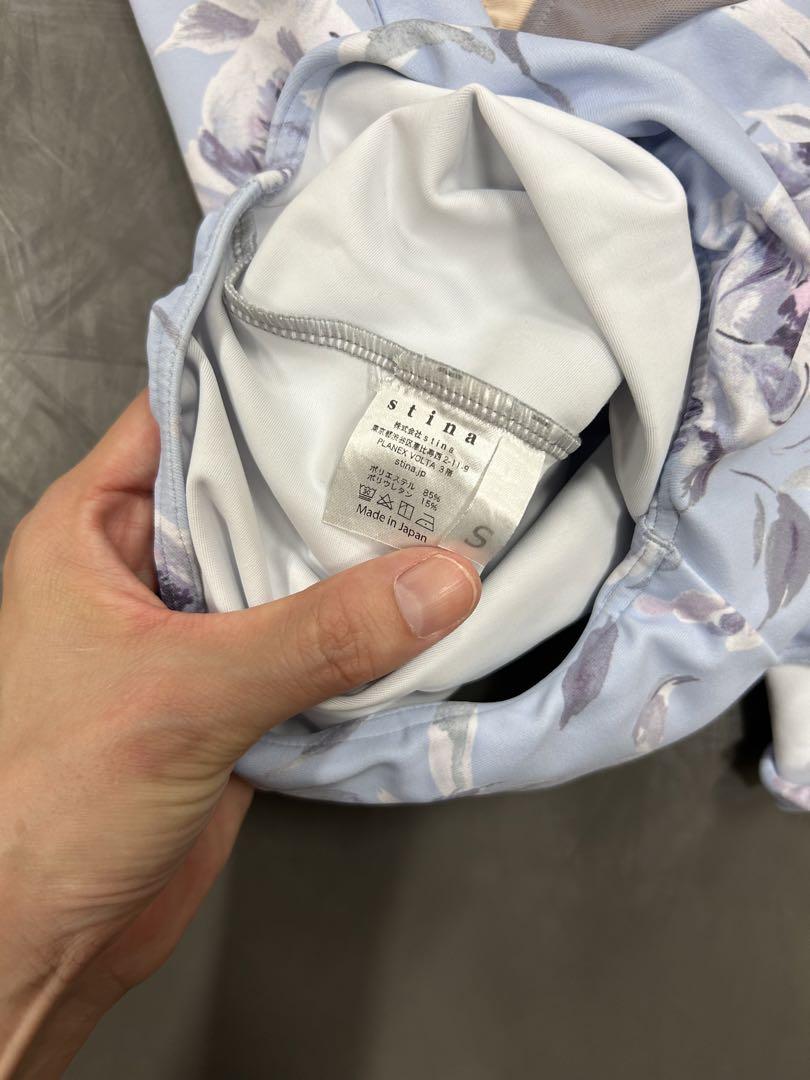 stina
株式会社stina
東京都渋谷区恵比寿西2-11-9
PLANEX VOLTA 3階
stina.jp
ポリエステル 85%
ポリウレタン 15%
Made in Japan
S